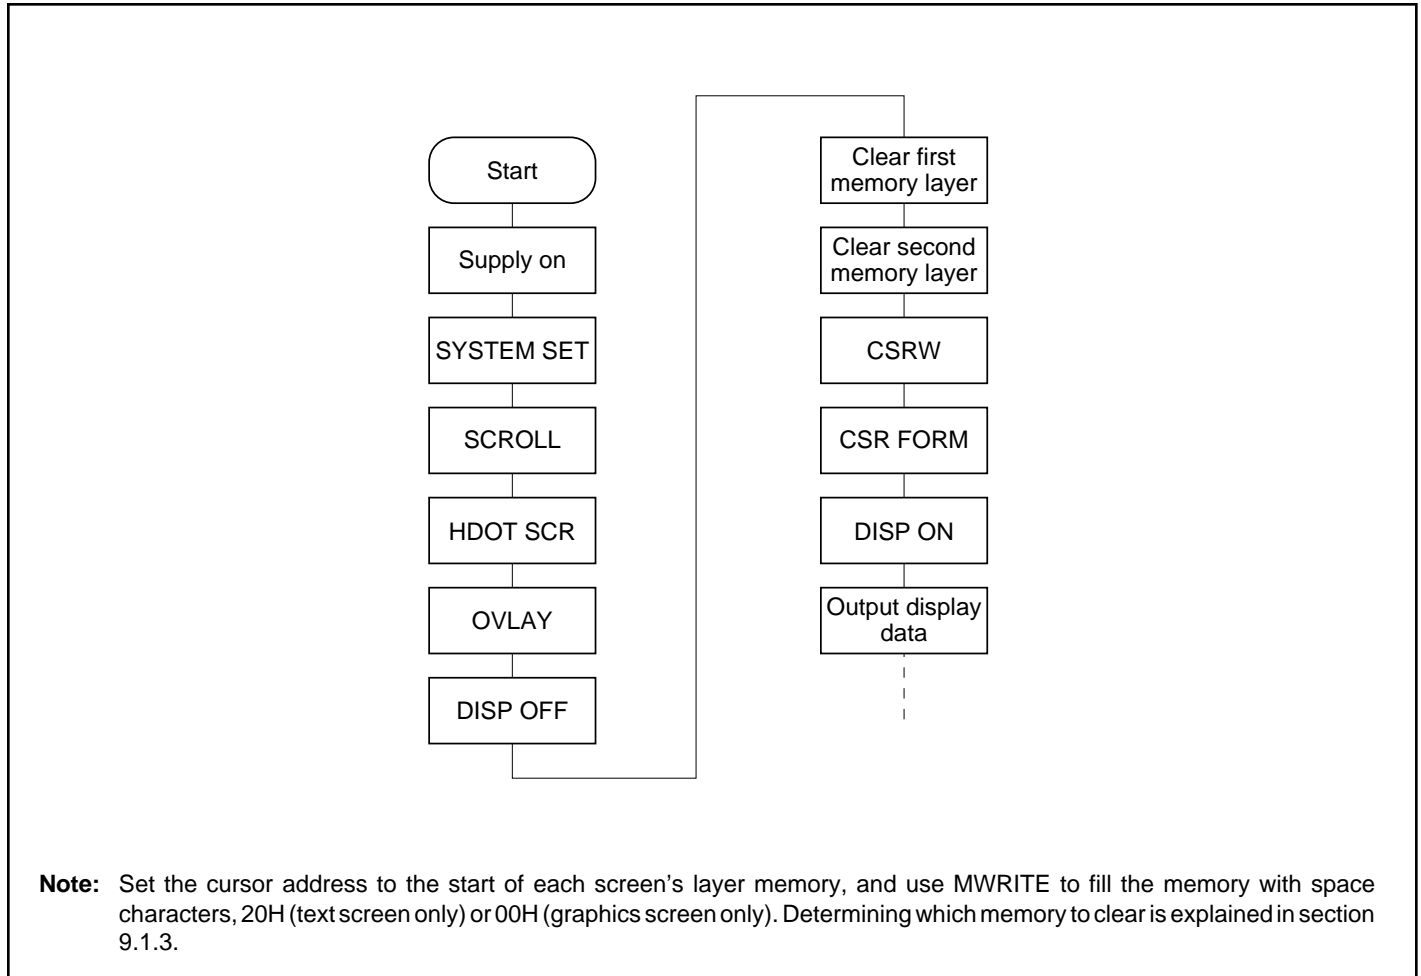 Start
Supply on
SYSTEM SET
SCROLL
HDOT SCR
OVLAY
DISP OFF
Clear first
memory layer
Clear second
memory layer
CSRW
CSR FORM
DISP ON
Output display
data
Note: Set the cursor address to the start of each screen's layer memory, and use MWRITE to fill the memory with space
characters, 20H (text screen only) or 00H (graphics screen only). Determining which memory to clear is explained in section
9.1.3.